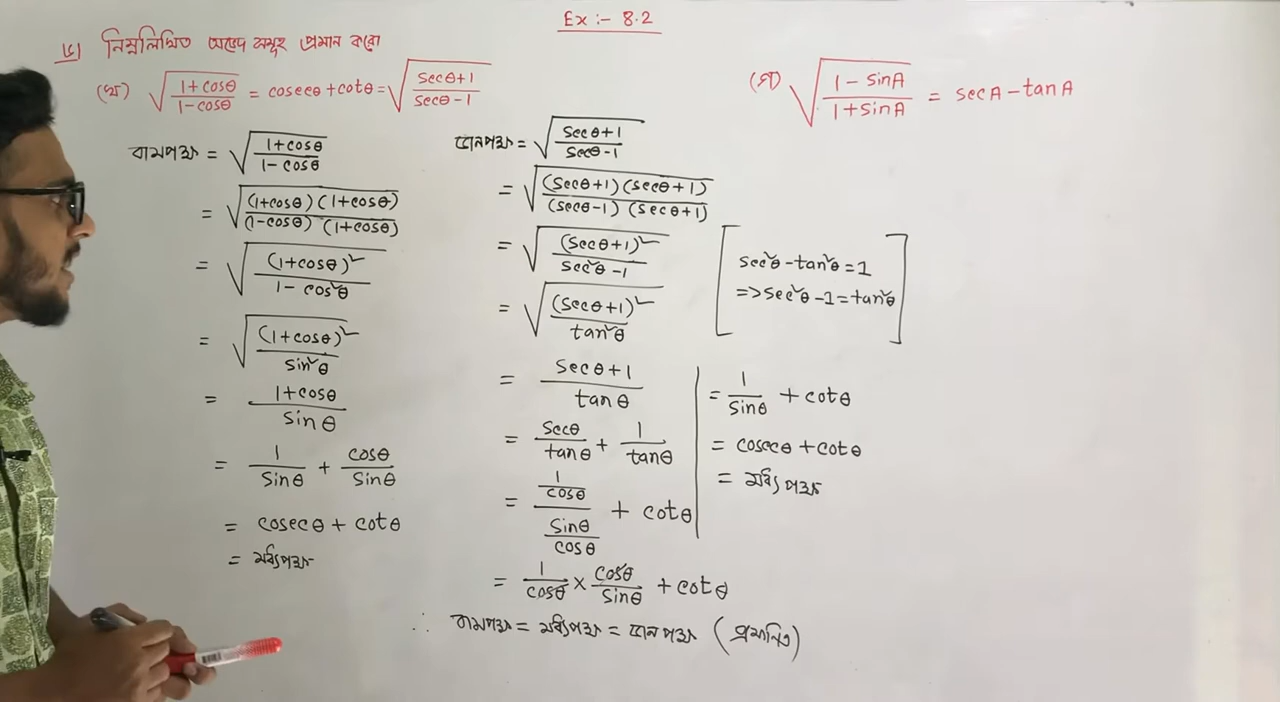 Ex :- 8.2
৬) নিম্নলিখিত অভেদ সমূহ প্রমান করো
(খ) √((1+cosθ)/(1-cosθ)) = cosecθ + cotθ = √((secθ+1)/(secθ-1))
বামপক্ষ = √((1+cosθ)/(1-cosθ))
= √(((1+cosθ)(1+cosθ))/((1-cosθ)(1+cosθ)))
= √((1+cosθ)²/(1-cos²θ))
= √((1+cosθ)²/sin²θ)
= (1+cosθ)/sinθ
= 1/sinθ + cosθ/sinθ
= cosecθ + cotθ
= মধ্যপক্ষ
ডানপক্ষ = √((secθ+1)/(secθ-1))
= √(((secθ+1)(secθ+1))/((secθ-1)(secθ+1)))
= √((secθ+1)²/(sec²θ-1))
= √((secθ+1)²/tan²θ)
= (secθ+1)/tanθ
= secθ/tanθ + 1/tanθ
= (1/cosθ)/(sinθ/cosθ) + cotθ
= 1/cosθ × cosθ/sinθ + cotθ
[sec²θ - tan²θ = 1
=> sec²θ - 1 = tan²θ]
= 1/sinθ + cotθ
= cosecθ + cotθ
= মধ্যপক্ষ
∴ বামপক্ষ = মধ্যপক্ষ = ডানপক্ষ (প্রমানিত)
√((1-sinA)/(1+sinA)) = secA - tanA